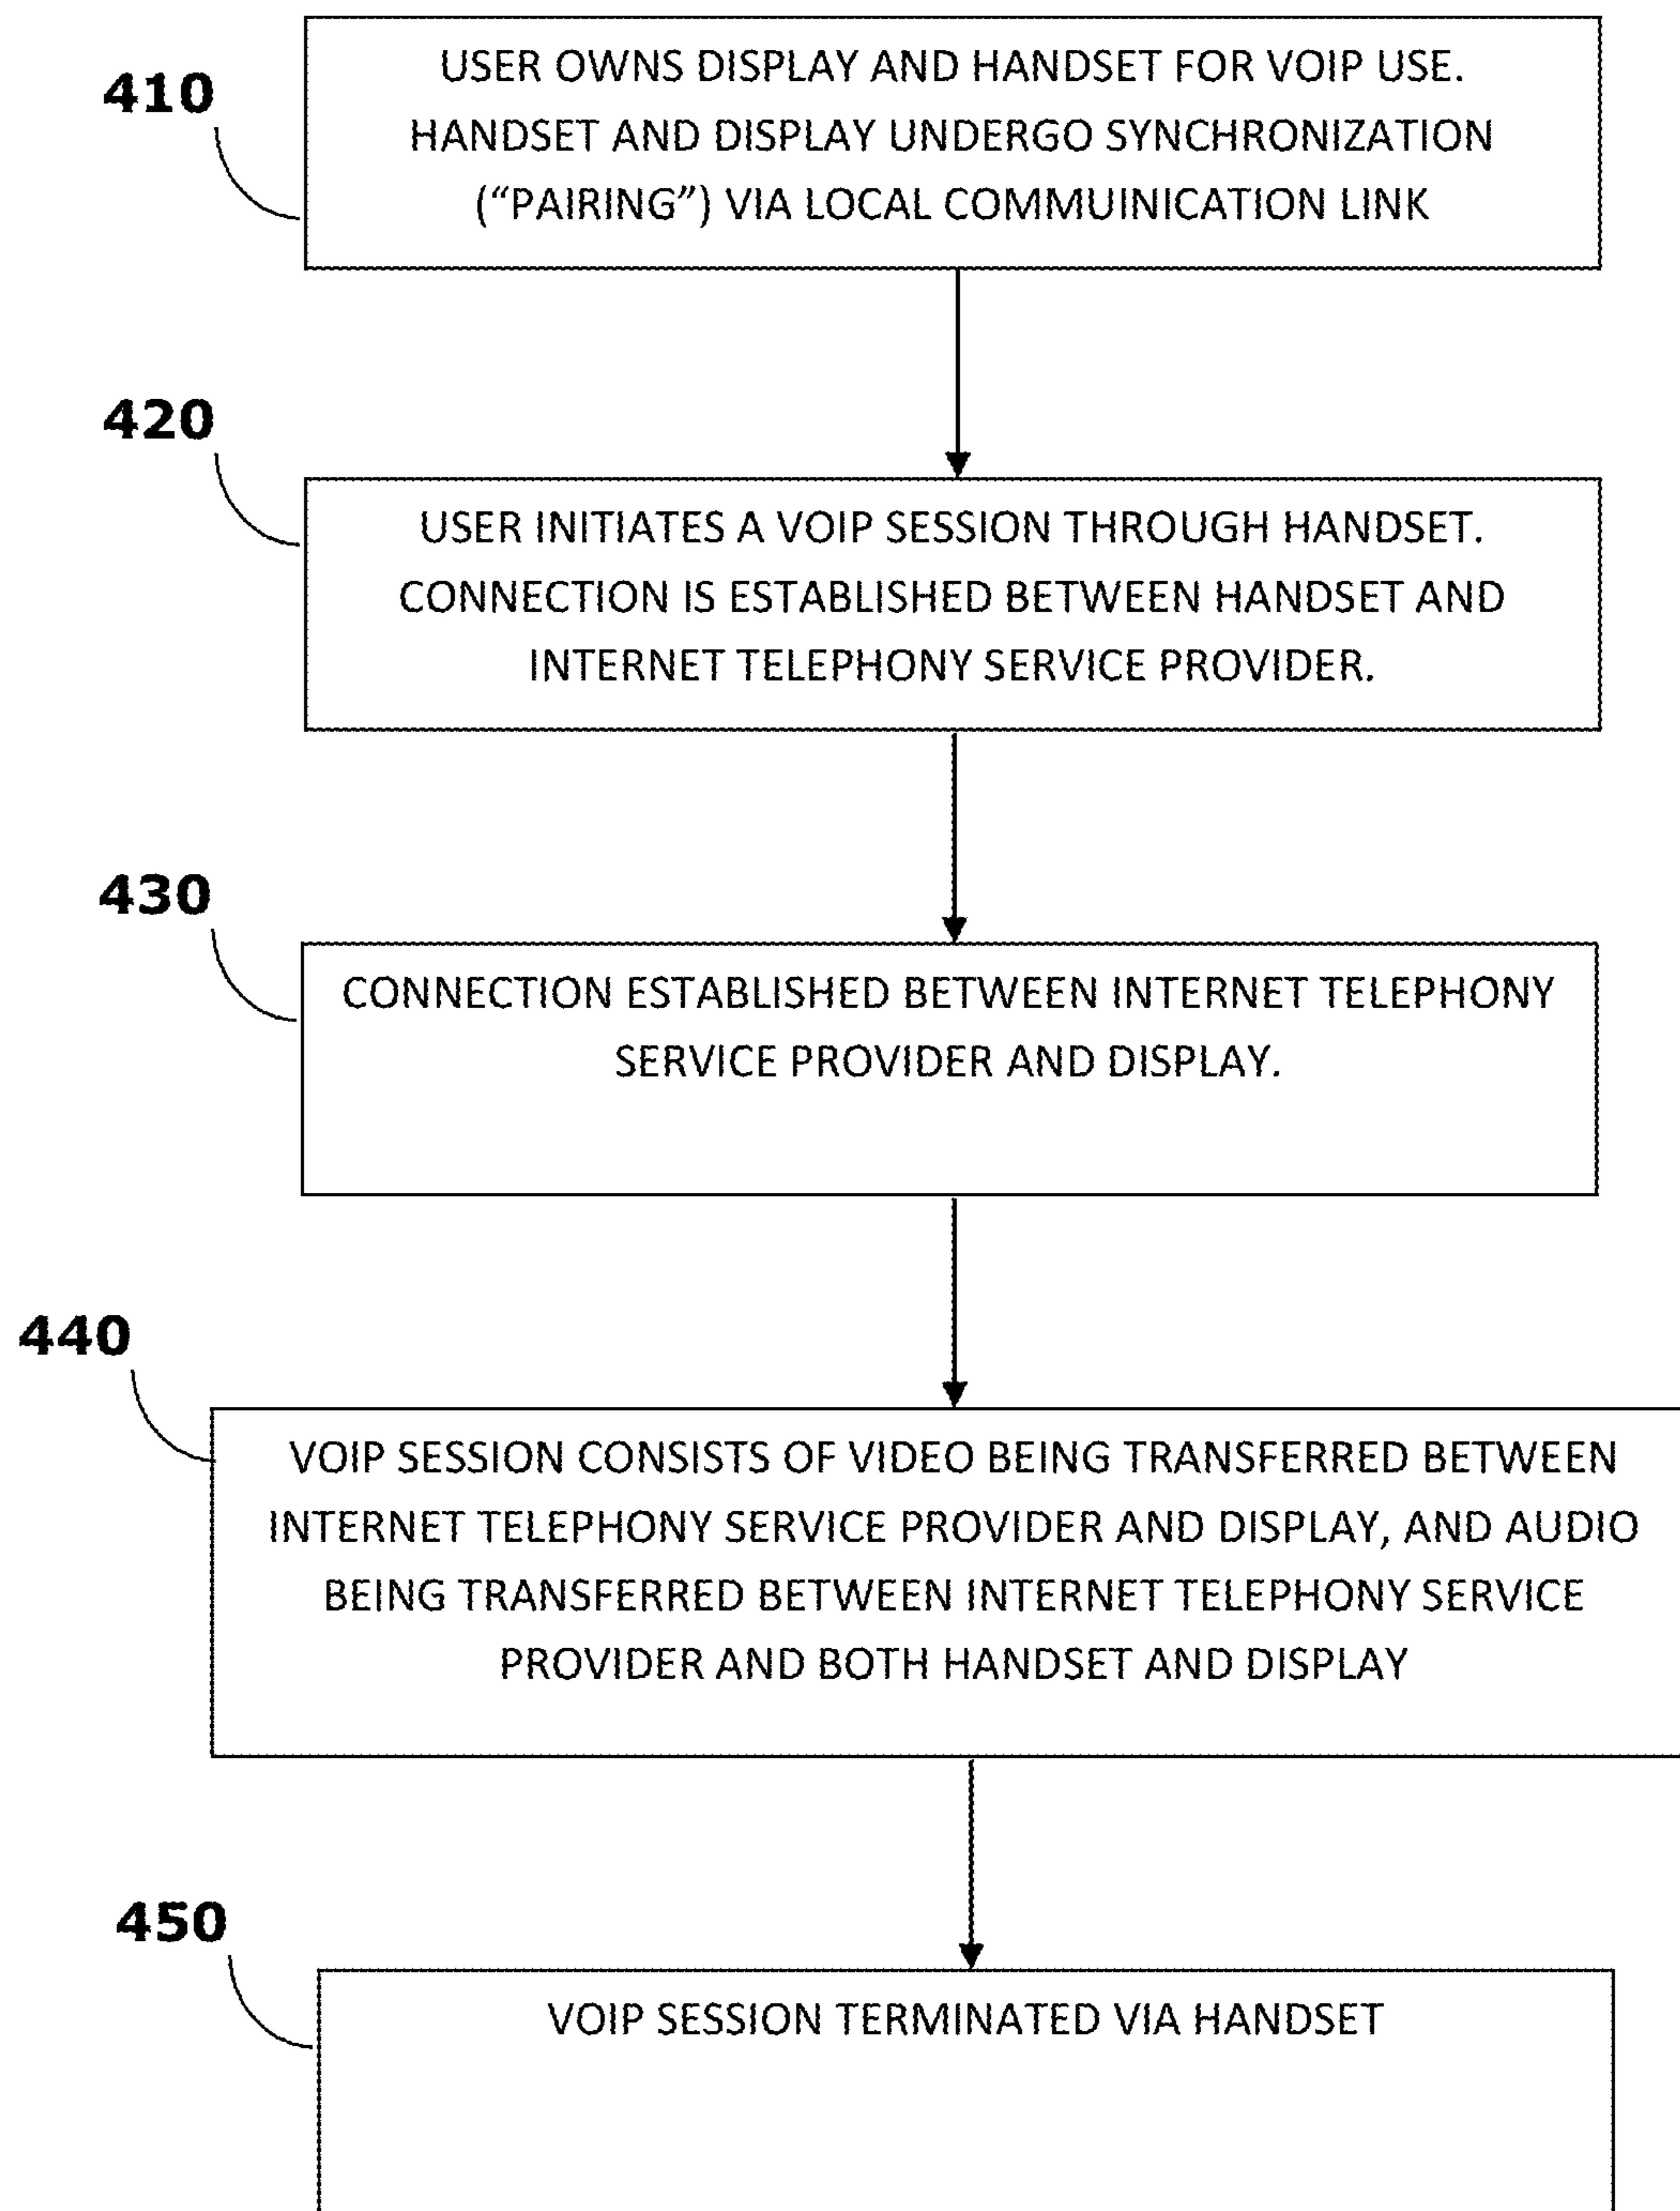 410
USER OWNS DISPLAY AND HANDSET FOR VOIP USE.
HANDSET AND DISPLAY UNDERGO SYNCHRONIZATION
(“PAIRING”) VIA LOCAL COMMUINICATION LINK
420
USER INITIATES A VOIP SESSION THROUGH HANDSET.
CONNECTION IS ESTABLISHED BETWEEN HANDSET AND
INTERNET TELEPHONY SERVICE PROVIDER.
430
CONNECTION ESTABLISHED BETWEEN INTERNET TELEPHONY
SERVICE PROVIDER AND DISPLAY.
440
VOIP SESSION CONSISTS OF VIDEO BEING TRANSFERRED BETWEEN
INTERNET TELEPHONY SERVICE PROVIDER AND DISPLAY, AND AUDIO
BEING TRANSFERRED BETWEEN INTERNET TELEPHONY SERVICE
PROVIDER AND BOTH HANDSET AND DISPLAY
450
VOIP SESSION TERMINATED VIA HANDSET